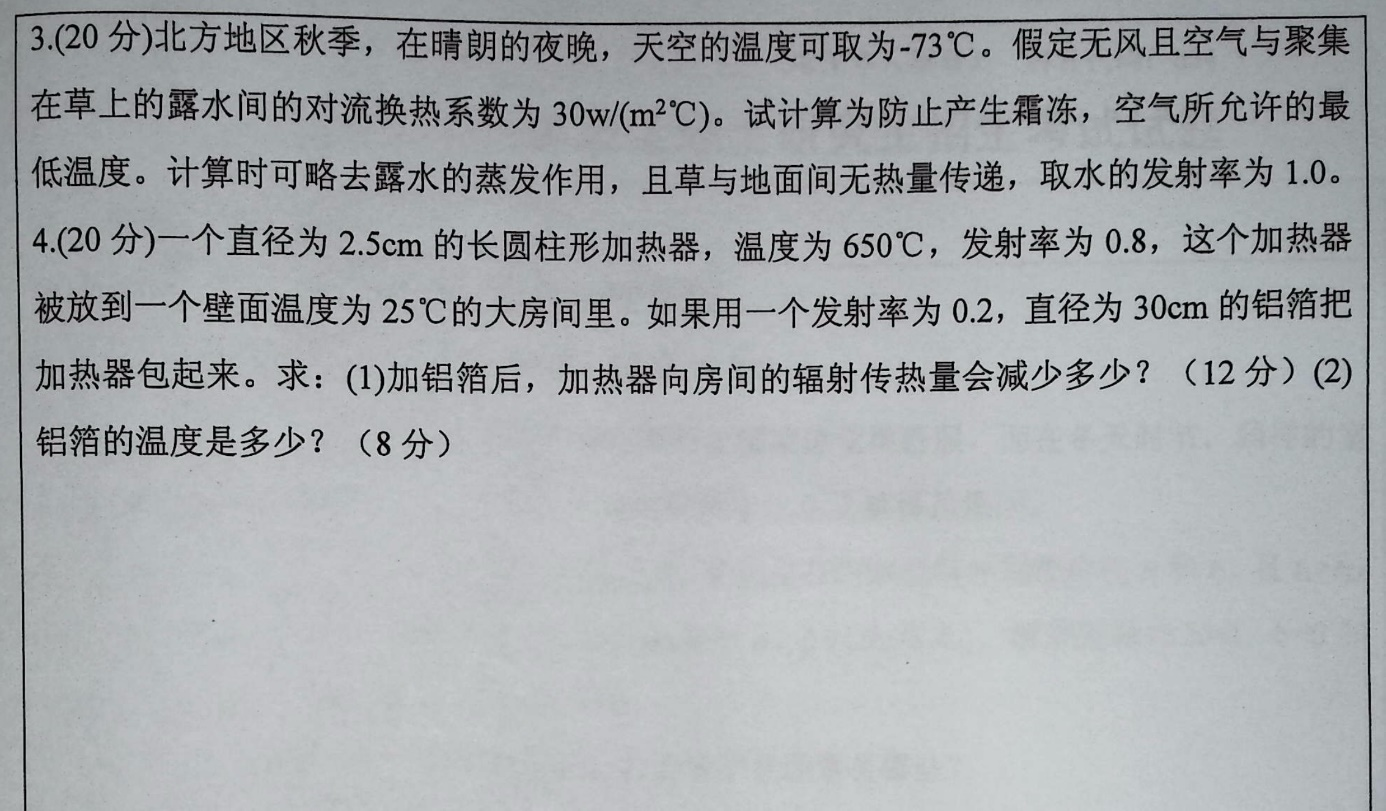 3.(20 分)北方地区秋季，在晴朗的夜晚，天空的温度可取为-73℃。假定无风且空气与聚集
在草上的露水间的对流换热系数为 30w/(m²℃)。试计算为防止产生霜冻，空气所允许的最
低温度。计算时可略去露水的蒸发作用，且草与地面间无热量传递，取水的发射率为 1.0。
4.(20 分)一个直径为 2.5cm 的长圆柱形加热器，温度为 650℃，发射率为 0.8，这个加热器
被放到一个壁面温度为 25℃的大房间里。如果用一个发射率为 0.2，直径为 30cm 的铝箔把
加热器包起来。求：(1)加铝箔后，加热器向房间的辐射传热量会减少多少？（12 分）(2)
铝箔的温度是多少？（8 分）